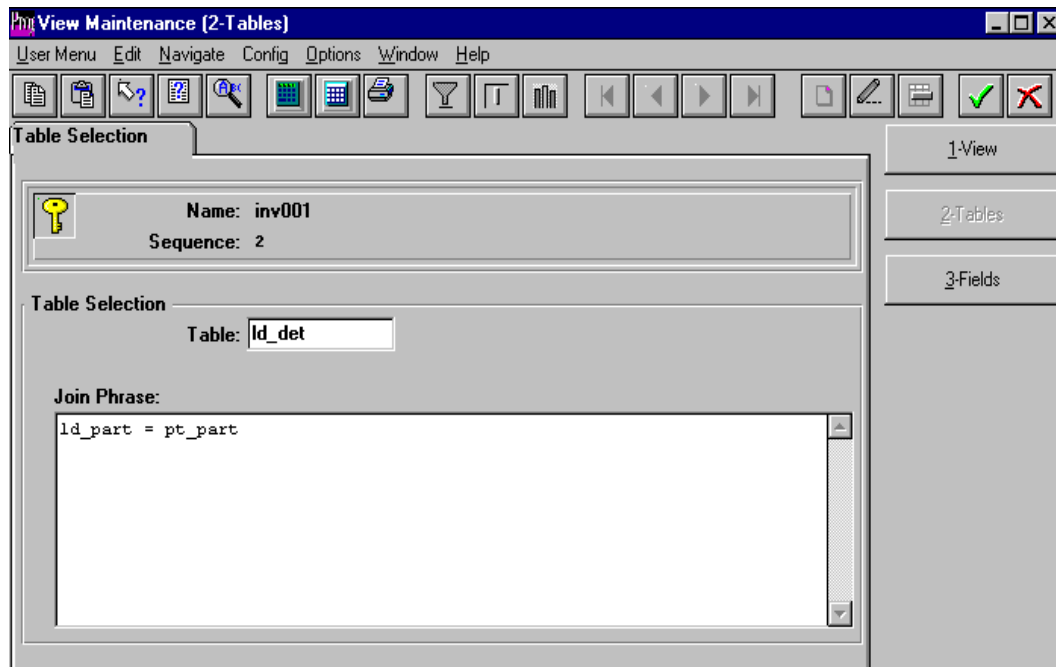 View Maintenance (2-Tables)
User Menu Edit Navigate Config Options Window Help
Table Selection
1-View
Name: inv001
2-Tables
Sequence: 2
3-Fields
Table Selection
Table: ld_det
Join Phrase:
ld_part = pt_part